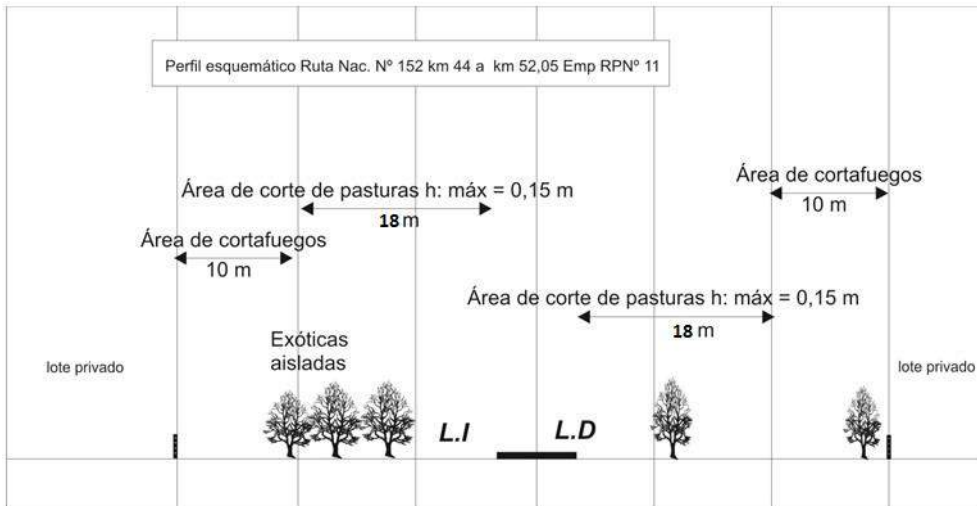 Perfil esquemático Ruta Nac. Nº 152 km 44 a km 52,05 Emp RPNº 11
Área de cortafuegos
10 m
Área de corte de pasturas h: máx = 0,15 m
18 m
Área de cortafuegos
10 m
Área de corte de pasturas h: máx = 0,15 m
18 m
Exóticas
aisladas
lote privado
lote privado
L.I
L.D